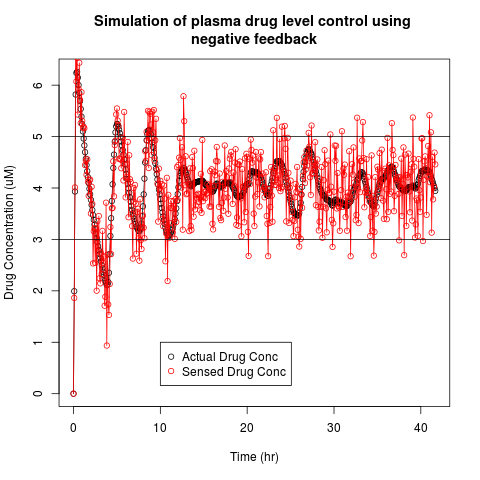 Simulation of plasma drug level control using
negative feedback
Drug Concentration (uM)
6
5
4
3
2
1
0
Actual Drug Conc
Sensed Drug Conc
0
10
20
30
40
Time (hr)